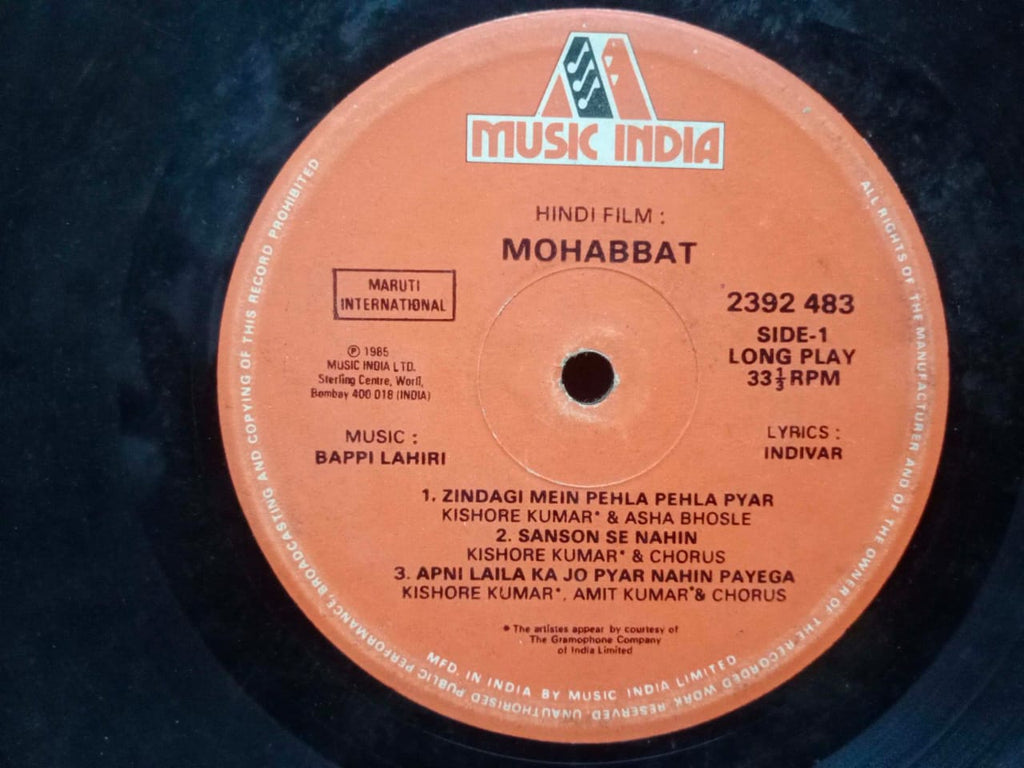 MUSIC INDIA
HINDI FILM :
MOHABBAT
MARUTI
INTERNATIONAL
2392 483
SIDE-1
LONG PLAY
33⅓ RPM
℗ 1985
MUSIC INDIA LTD.
Sterling Centre, Worli,
Bombay 400 018 (INDIA)
MUSIC :
BAPPI LAHIRI
LYRICS :
INDIVAR
1. ZINDAGI MEIN PEHLA PEHLA PYAR
KISHORE KUMAR* & ASHA BHOSLE
2. SANSON SE NAHIN
KISHORE KUMAR* & CHORUS
3. APNI LAILA KA JO PYAR NAHIN PAYEGA
KISHORE KUMAR*, AMIT KUMAR*& CHORUS
* The artistes appear by courtesy of
The Gramophone Company
of India Limited
MFD. IN INDIA BY MUSIC INDIA LIMITED
ALL RIGHTS OF THE MANUFACTURER AND OF THE OWNER OF THE RECORDED WORK RESERVED. UNAUTHORISED PUBLIC PERFORMANCE, BROADCASTING AND COPYING OF THIS RECORD PROHIBITED